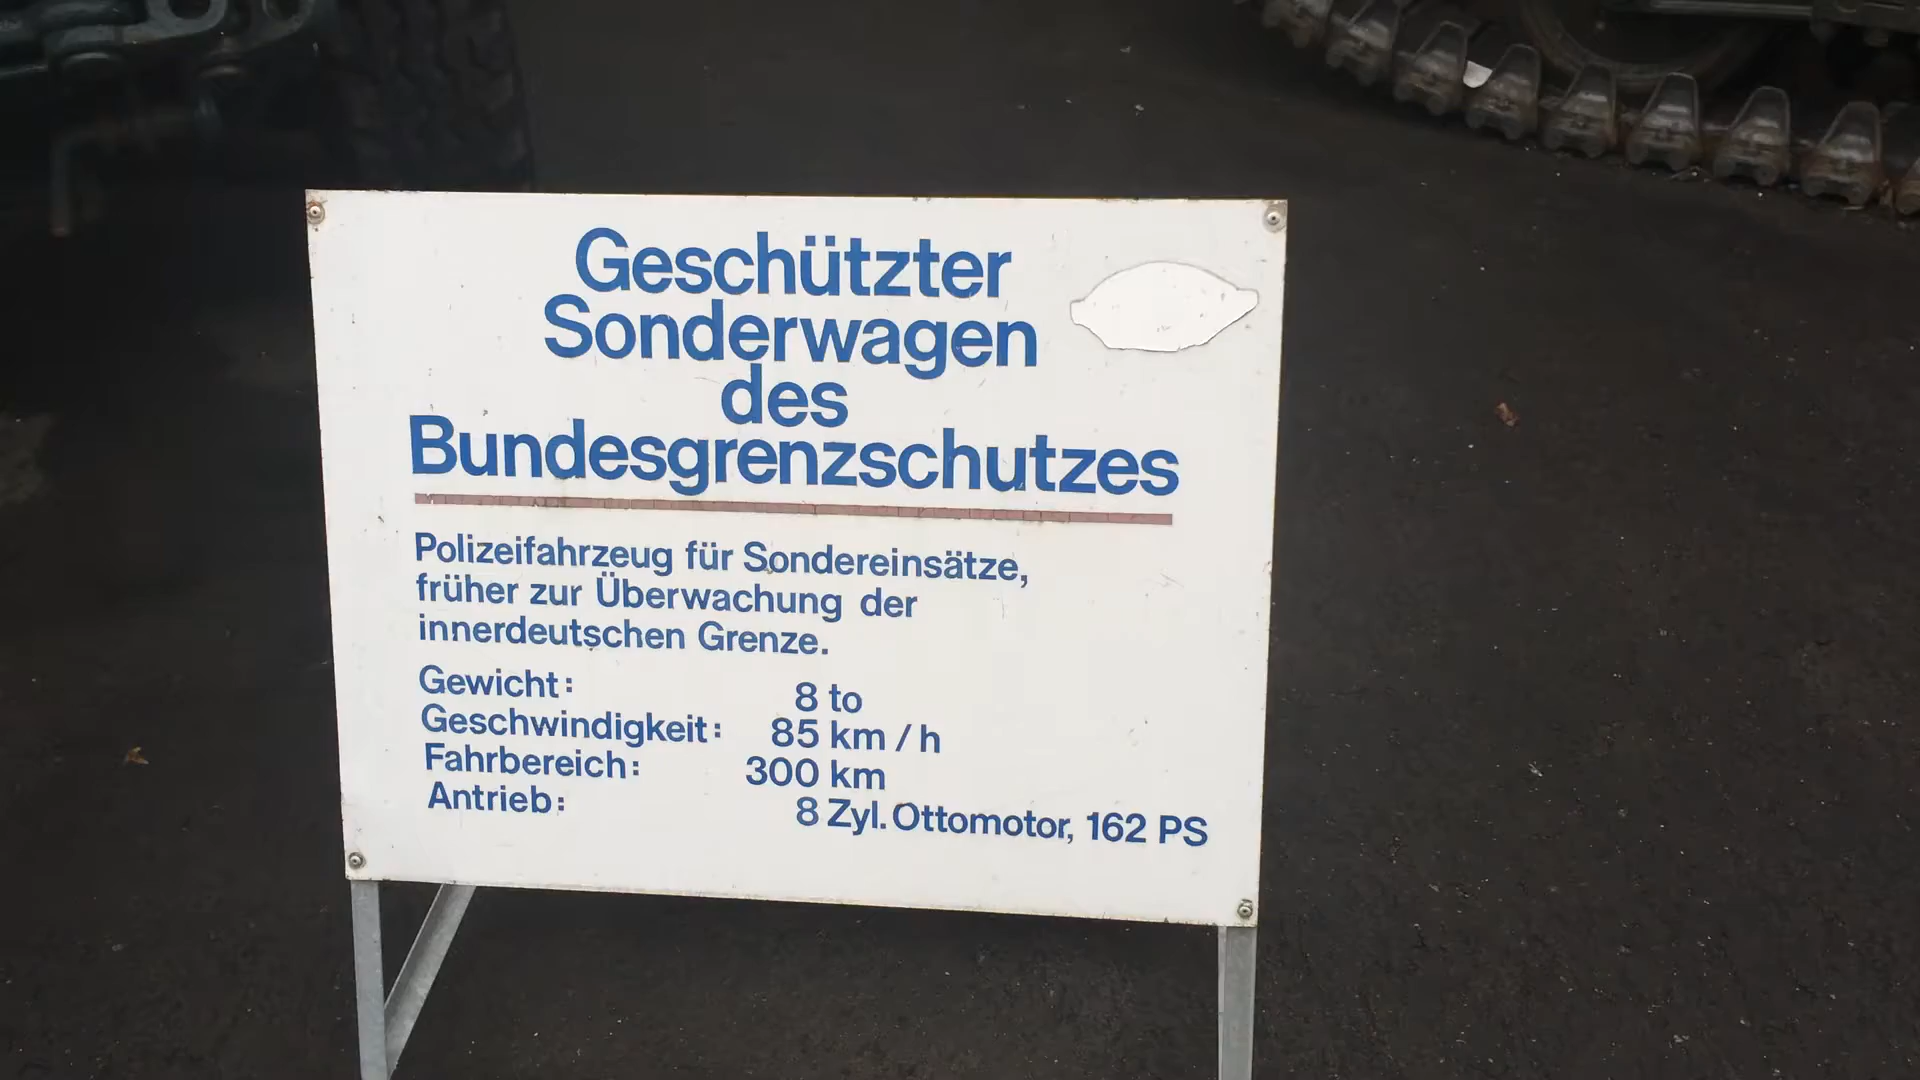 Geschützter
Sonderwagen
des
Bundesgrenzschutzes
Polizeifahrzeug für Sondereinsätze,
früher zur Überwachung der
innerdeutschen Grenze.
Gewicht: 8 to
Geschwindigkeit: 85 km / h
Fahrbereich: 300 km
Antrieb: 8 Zyl. Ottomotor, 162 PS